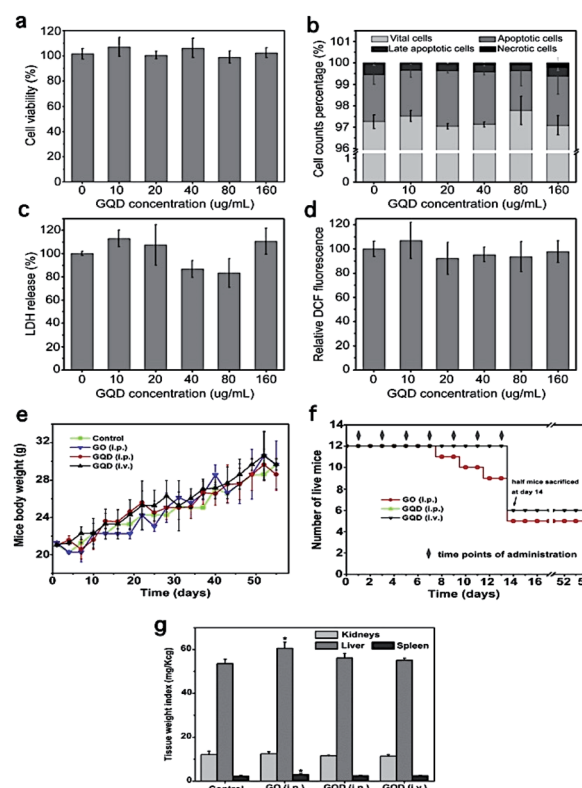 a
Cell viability (%)
120
100
80
60
40
20
0
0 10 20 40 80 160
GQD concentration (ug/mL)
b
Cell counts percentage (%)
Vital cells Apoptotic cells
Late apoptotic cells Necrotic cells
101
100
99
98
97
96
1
0
0 10 20 40 80 160
GQD concentration (ug/mL)
c
LDH release (%)
120
100
80
60
0
0 10 20 40 80 160
GQD concentration (ug/mL)
d
Relative DCF fluorescence
120
100
80
60
40
20
0
0 10 20 40 80 160
GQD concentration (ug/mL)
e
Mice body weight (g)
Control
GO (i.p.)
GQD (i.p.)
GQD (i.v.)
32
28
24
20
0 10 20 30 40 50
Time (days)
f
Number of live mice
14
12
10
8
6
4
2
0
half mice sacrificed
at day 14
GO (i.p.)
GQD (i.p.)
GQD (i.v.)
time points of administration
0 2 4 6 8 10 12 14 16 52
Time (days)
g
Tissue weight index (mg/Kcg)
Kidneys
Liver Spleen
60
40
20
0
* *
Control GO (i.p.) GQD (i.p.) GQD (i.v.)